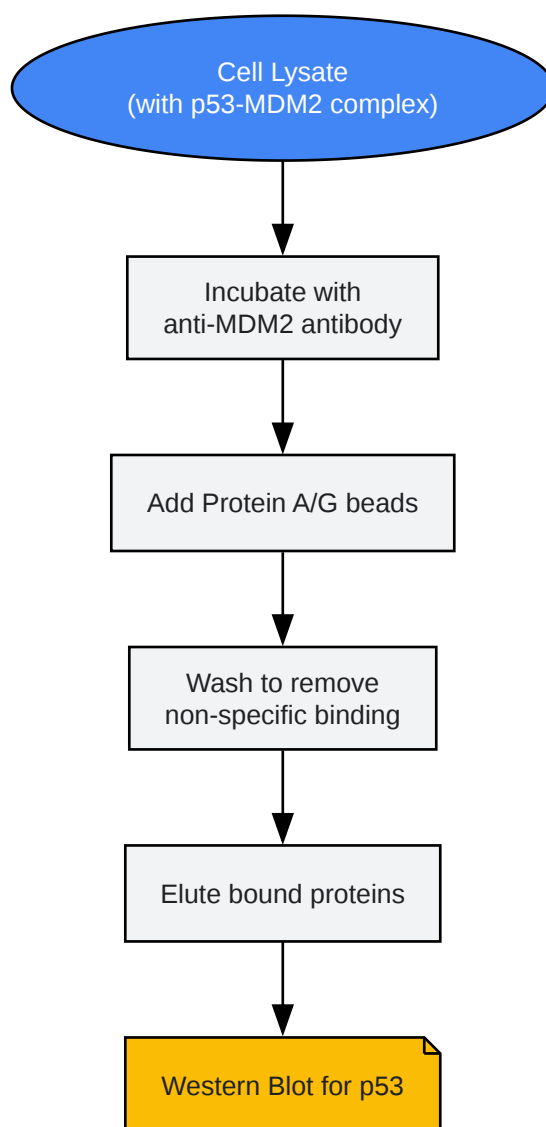 Cell Lysate
(with p53-MDM2 complex)
Incubate with
anti-MDM2 antibody
Add Protein A/G beads
Wash to remove
non-specific binding
Elute bound proteins
Western Blot for p53